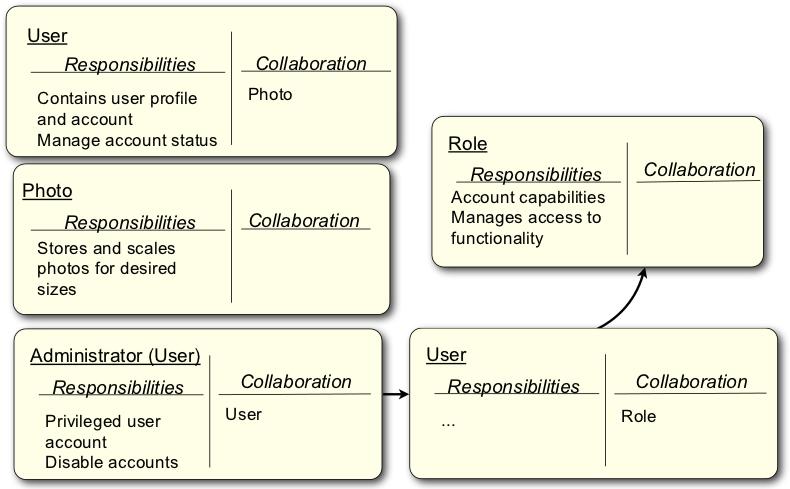 User
Responsibilities
Collaboration
Contains user profile
and account
Manage account status
Photo
Photo
Responsibilities
Collaboration
Stores and scales
photos for desired
sizes
Role
Responsibilities
Collaboration
Account capabilities
Manages access to
functionality
Administrator (User)
Responsibilities
Collaboration
Privileged user
account
Disable accounts
User
User
Responsibilities
Collaboration
...
Role